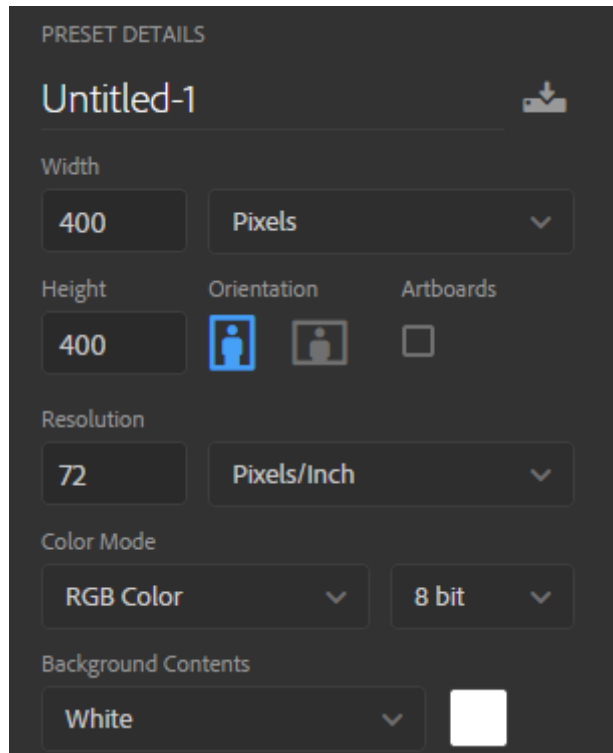 PRESET DETAILS
Untitled-1
Width
400 Pixels
Height Orientation Artboards
400
Resolution
72 Pixels/Inch
Color Mode
RGB Color 8 bit
Background Contents
White